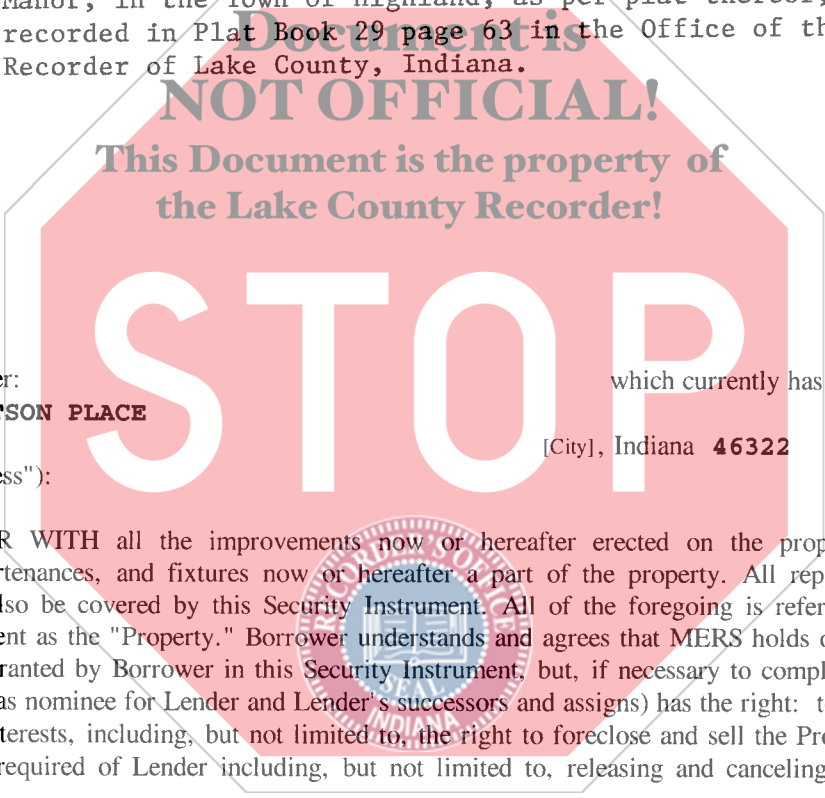 Manor, in the Town of Highland, as per plat thereof,
recorded in Plat Book 29 page 63 in the Office of th
Recorder of Lake County, Indiana.
Document is
NOT OFFICIAL!
This Document is the property of
the Lake County Recorder!
STOP
er:
which currently has
TSON PLACE
[City], Indiana 46322
ess"):
R WITH all the improvements now or hereafter erected on the prop
rtenances, and fixtures now or hereafter a part of the property. All rep
lso be covered by this Security Instrument. All of the foregoing is refer
ent as the "Property." Borrower understands and agrees that MERS holds o
ranted by Borrower in this Security Instrument, but, if necessary to compl
as nominee for Lender and Lender's successors and assigns) has the right: t
terests, including, but not limited to, the right to foreclose and sell the Pro
required of Lender including, but not limited to, releasing and canceling
RECORDER'S OFFICE
SEAL
INDIANA